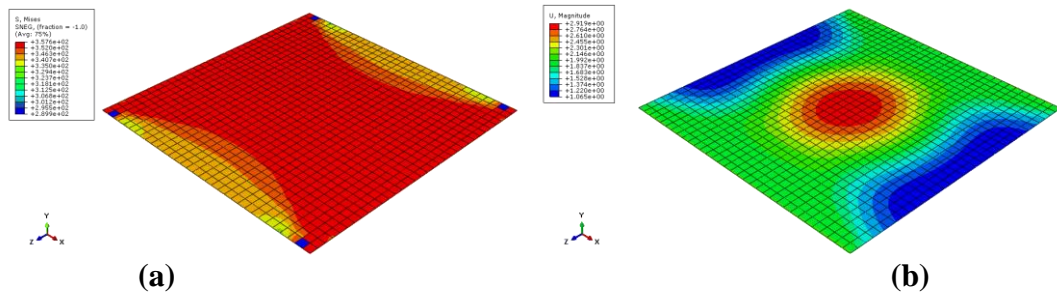 S, Mises
SNEG, (fraction = -1.0)
(Avg: 75%)
+3.576e+02
+3.520e+02
+3.463e+02
+3.407e+02
+3.350e+02
+3.294e+02
+3.237e+02
+3.181e+02
+3.125e+02
+3.068e+02
+3.012e+02
+2.955e+02
+2.899e+02
Y
Z
X
(a)
U, Magnitude
+2.919e+00
+2.764e+00
+2.610e+00
+2.455e+00
+2.301e+00
+2.146e+00
+1.992e+00
+1.837e+00
+1.683e+00
+1.528e+00
+1.374e+00
+1.220e+00
+1.065e+00
Y
Z
X
(b)